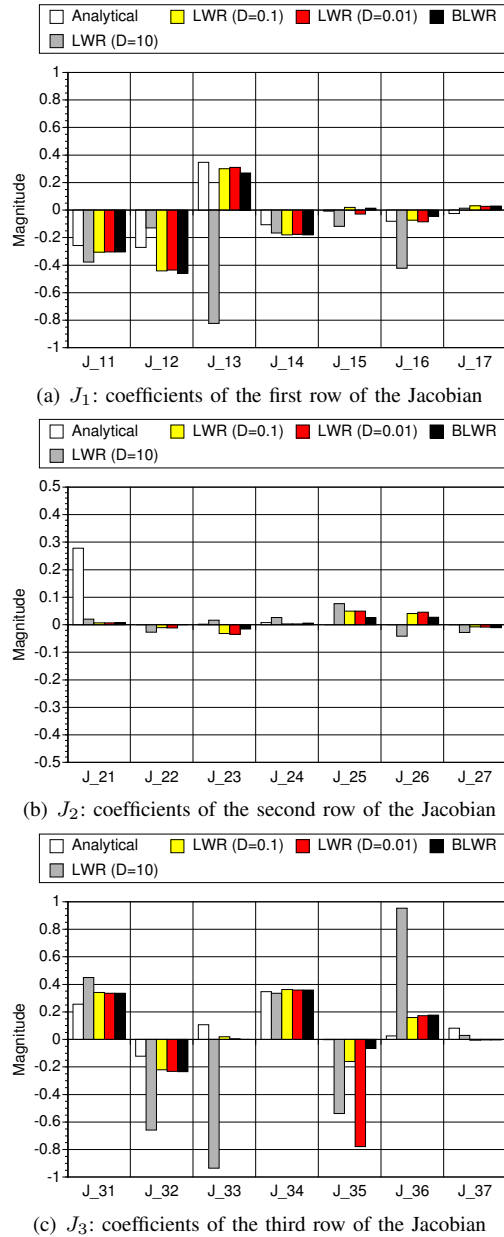 Analytical LWR (D=0.1) LWR (D=0.01) BLWR
LWR (D=10)
1
0.8
0.6
0.4
0.2
0
-0.2
-0.4
-0.6
-0.8
-1
Magnitude
J_11 J_12 J_13 J_14 J_15 J_16 J_17
(a) J1: coefficients of the first row of the Jacobian
Analytical LWR (D=0.1) LWR (D=0.01) BLWR
LWR (D=10)
0.5
0.4
0.3
0.2
0.1
0
-0.1
-0.2
-0.3
-0.4
-0.5
Magnitude
J_21 J_22 J_23 J_24 J_25 J_26 J_27
(b) J2: coefficients of the second row of the Jacobian
Analytical LWR (D=0.1) LWR (D=0.01) BLWR
LWR (D=10)
1
0.8
0.6
0.4
0.2
0
-0.2
-0.4
-0.6
-0.8
-1
Magnitude
J_31 J_32 J_33 J_34 J_35 J_36 J_37
(c) J3: coefficients of the third row of the Jacobian